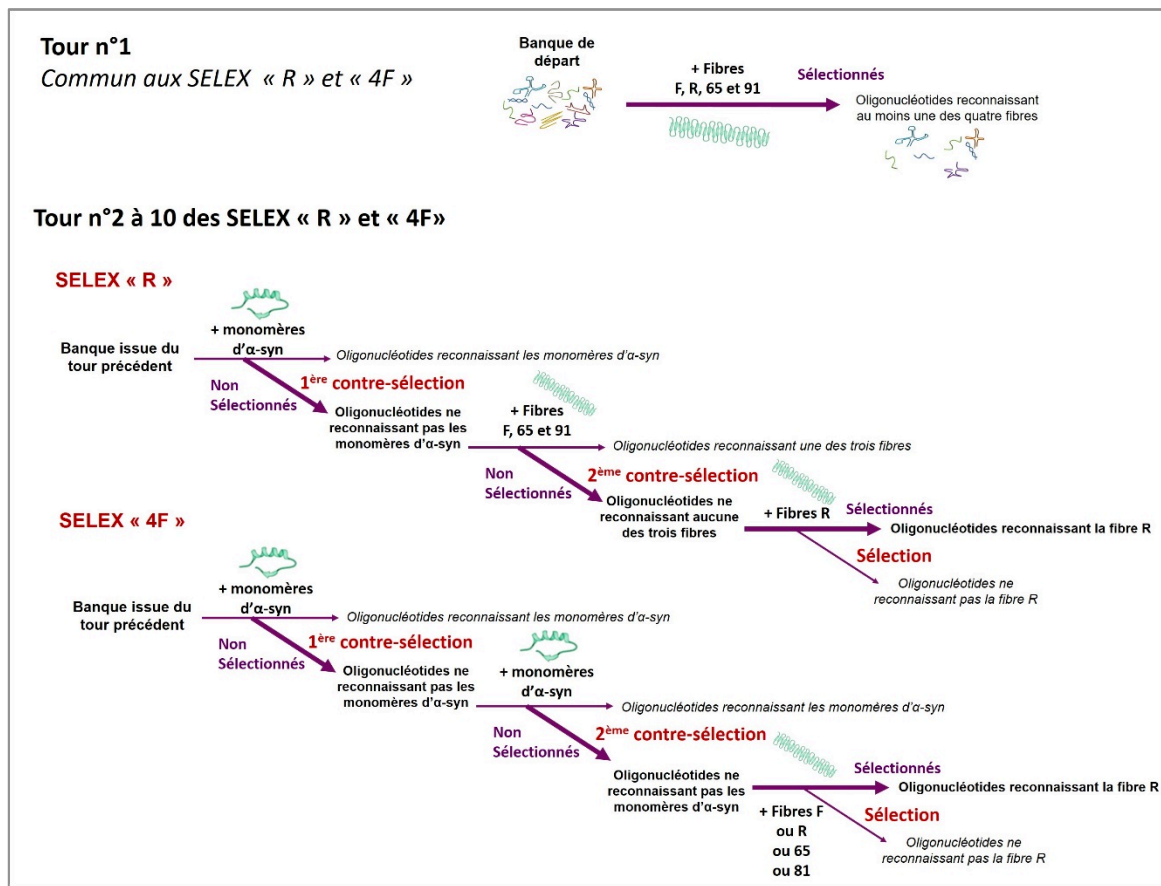 Tour n°1
Commun aux SELEX « R » et « 4F »
Banque de
départ
+ Fibres
F, R, 65 et 91
Sélectionnés
Oligonucléotides reconnaissant
au moins une des quatre fibres
Tour n°2 à 10 des SELEX « R » et « 4F»
SELEX « R »
Banque issue du
tour précédent
+ monomères
d'α-syn
Oligonucléotides reconnaissant les monomères d'α-syn
Non
Sélectionnés
1ère contre-sélection
Oligonucléotides ne
reconnaissant pas les
monomères d'α-syn
+ Fibres
F, 65 et 91
Oligonucléotides reconnaissant une des trois fibres
Non
Sélectionnés
2ème contre-sélection
Oligonucléotides ne
reconnaissant aucune
des trois fibres
+ Fibres R
Sélectionnés
Oligonucléotides reconnaissant la fibre R
Sélection
Oligonucléotides ne
reconnaissant pas la fibre R
SELEX « 4F »
Banque issue du
tour précédent
+ monomères
d'α-syn
Oligonucléotides reconnaissant les monomères d'α-syn
Non
Sélectionnés
1ère contre-sélection
Oligonucléotides ne
reconnaissant pas les
monomères d'α-syn
+ monomères
d'α-syn
Oligonucléotides reconnaissant les monomères d'α-syn
Non
Sélectionnés
2ème contre-sélection
Oligonucléotides ne
reconnaissant pas les
monomères d'α-syn
+ Fibres F
ou R
ou 65
ou 81
Sélectionnés
Oligonucléotides reconnaissant la fibre R
Sélection
Oligonucléotides ne
reconnaissant pas la fibre R